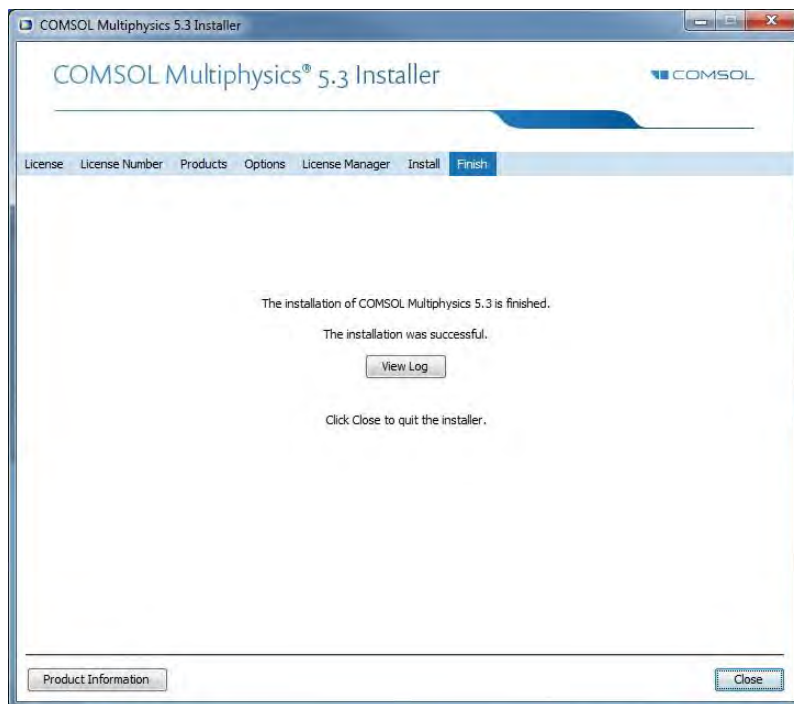 COMSOL Multiphysics 5.3 Installer
COMSOL Multiphysics® 5.3 Installer
COMSOL
License License Number Products Options License Manager Install Finish
The installation of COMSOL Multiphysics 5.3 is finished.
The installation was successful.
View Log
Click Close to quit the installer.
Product Information Close